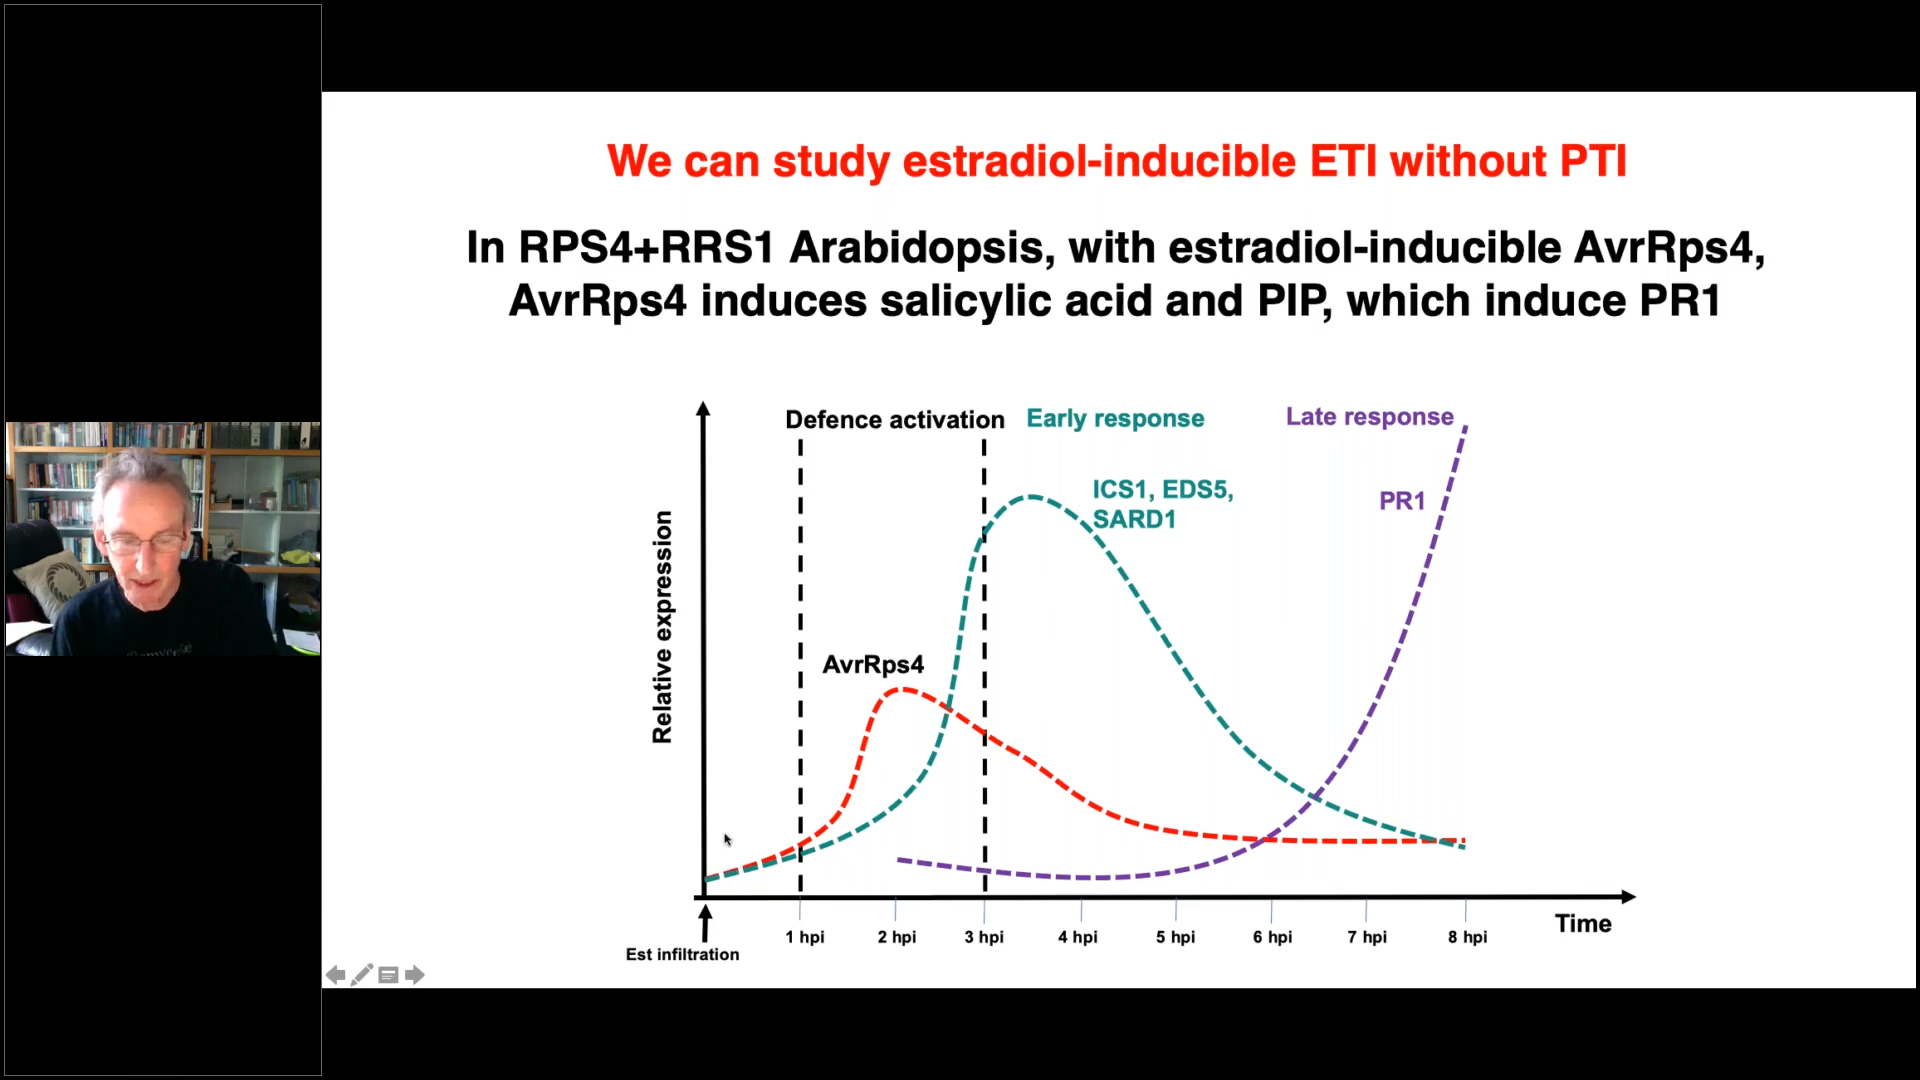 We can study estradiol-inducible ETI without PTI
In RPS4+RRS1 Arabidopsis, with estradiol-inducible AvrRps4,
AvrRps4 induces salicylic acid and PIP, which induce PR1
Defence activation
Early response
Late response
ICS1, EDS5,
SARD1
PR1
AvrRps4
Relative expression
Time
1 hpi
2 hpi
3 hpi
4 hpi
5 hpi
6 hpi
7 hpi
8 hpi
Est infiltration